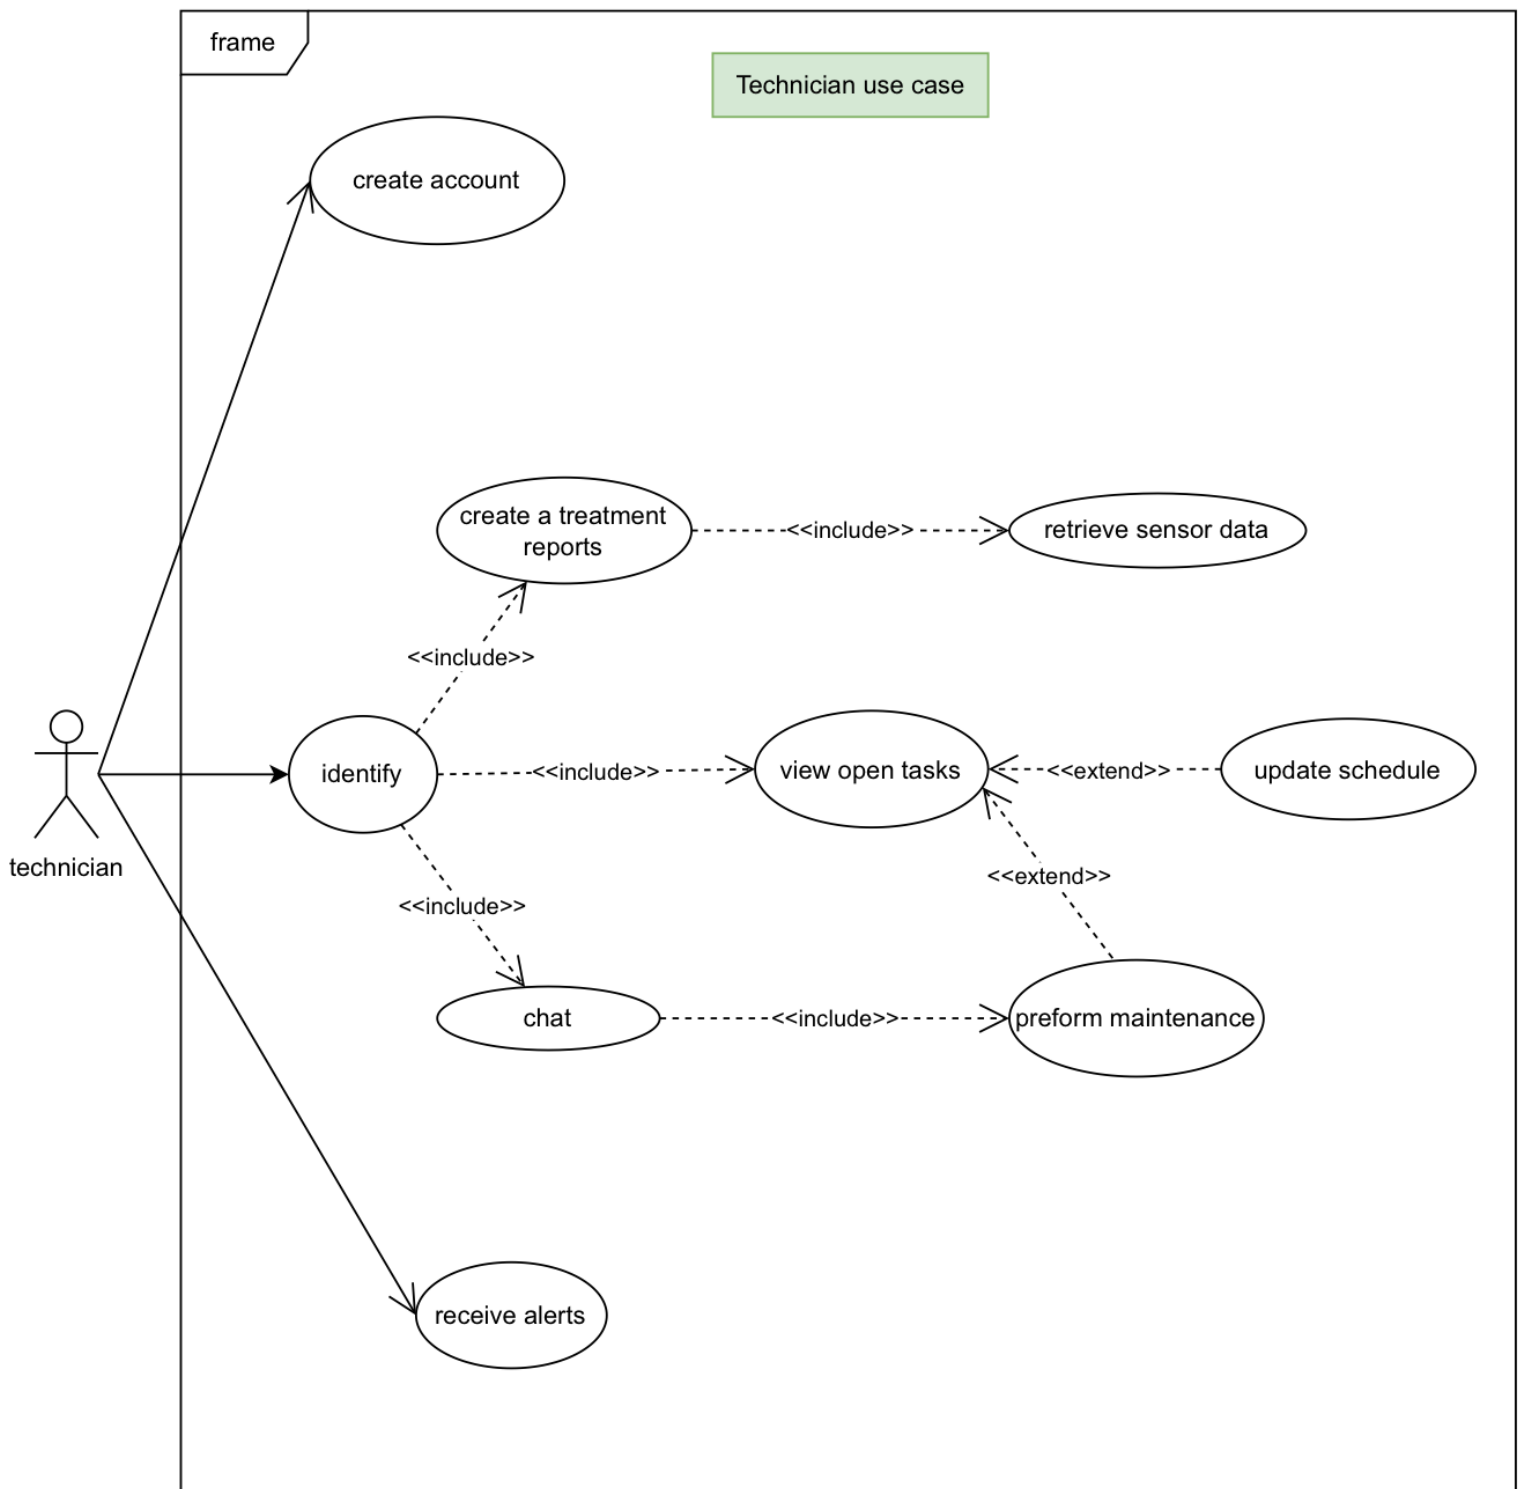 frame
Technician use case
create account
create a treatment
reports
<<include>>
retrieve sensor data
<<include>>
technician
identify
<<include>>
view open tasks
<<extend>>
update schedule
<<extend>>
<<include>>
chat
<<include>>
preform maintenance
receive alerts